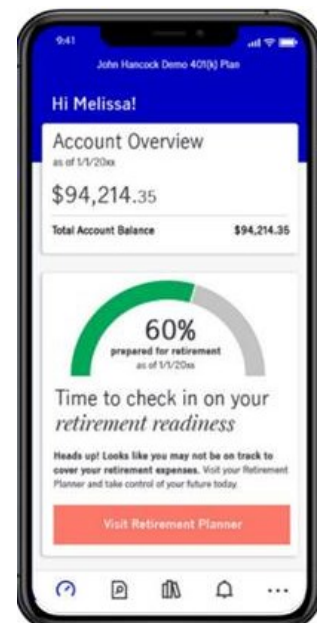 9:41
John Hancock Demo 401(k) Plan
Hi Melissa!
Account Overview
as of 1/1/20xx
$94,214.35
Total Account Balance $94,214.35
60%
prepared for retirement
as of 1/1/20xx
Time to check in on your
retirement readiness
Heads up! Looks like you may not be on track to
cover your retirement expenses. Visit your Retirement
Planner and take control of your future today.
Visit Retirement Planner